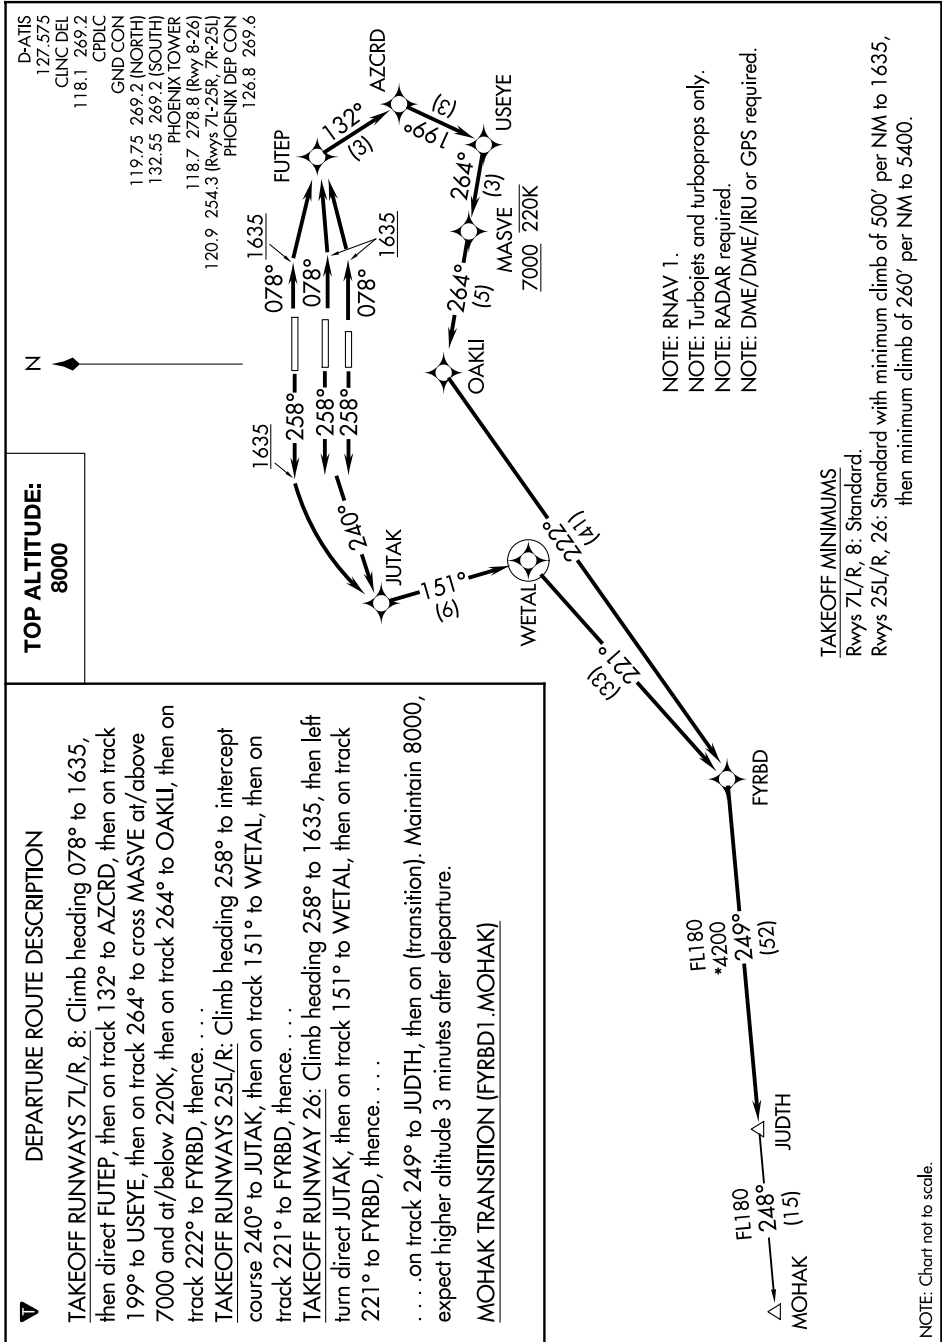 D-ATIS
127.575
CLNC DEL
118.1 269.2
CPDLC
GND CON
119.75 269.2 (NORTH)
132.55 269.2 (SOUTH)
PHOENIX TOWER
118.7 278.8 (Rwy 8-26)
120.9 254.3 (Rwys 7L-25R, 7R-25L)
PHOENIX DEP CON
126.8 269.6
TOP ALTITUDE:
8000
N
1635
078°
078°
078°
1635
FUTEP
132°
(3)
AZCRD
199°
(3)
USEYE
264°
(3)
MASVE
7000 220K
264°
(5)
OAKLI
1635
258°
258°
258°
240°
JUTAK
151°
(6)
WETAL
222°
(41)
221°
(33)
FYRBD
FL180
*4200
249°
(52)
JUDTH
FL180
248°
(15)
MOHAK
NOTE: RNAV 1.
NOTE: Turbojets and turboprops only.
NOTE: RADAR required.
NOTE: DME/DME/IRU or GPS required.
TAKEOFF MINIMUMS
Rwys 7L/R, 8: Standard.
Rwys 25L/R, 26: Standard with minimum climb of 500' per NM to 1635,
then minimum climb of 260' per NM to 5400.
T
DEPARTURE ROUTE DESCRIPTION
TAKEOFF RUNWAYS 7L/R, 8: Climb heading 078° to 1635,
then direct FUTEP, then on track 132° to AZCRD, then on track
199° to USEYE, then on track 264° to cross MASVE at/above
7000 and at/below 220K, then on track 264° to OAKLI, then on
track 222° to FYRBD, thence. . . .
TAKEOFF RUNWAYS 25L/R: Climb heading 258° to intercept
course 240° to JUTAK, then on track 151° to WETAL, then on
track 221° to FYRBD, thence. . . .
TAKEOFF RUNWAY 26: Climb heading 258° to 1635, then left
turn direct JUTAK, then on track 151° to WETAL, then on track
221° to FYRBD, thence. . . .
. . . .on track 249° to JUDTH, then on (transition). Maintain 8000,
expect higher altitude 3 minutes after departure.
MOHAK TRANSITION (FYRBD1.MOHAK)
NOTE: Chart not to scale.